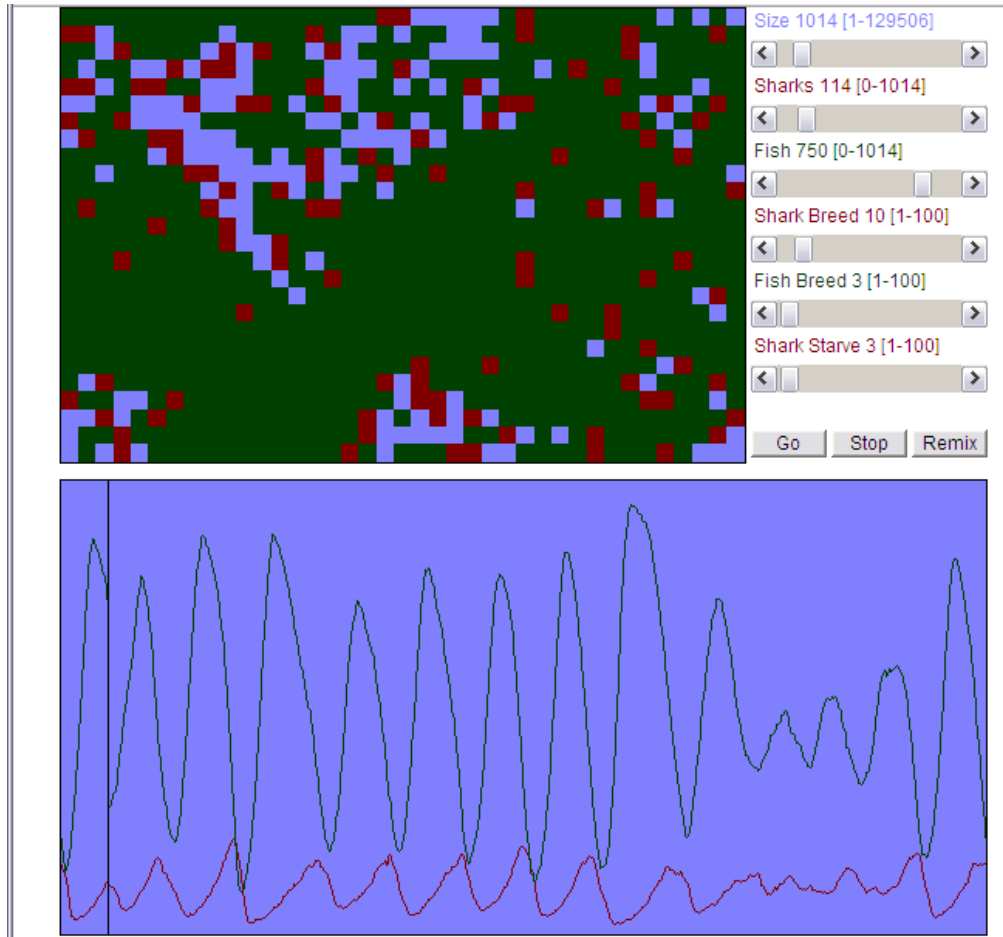 Size 1014 [1-129506]
Sharks 114 [0-1014]
Fish 750 [0-1014]
Shark Breed 10 [1-100]
Fish Breed 3 [1-100]
Shark Starve 3 [1-100]
Go Stop Remix